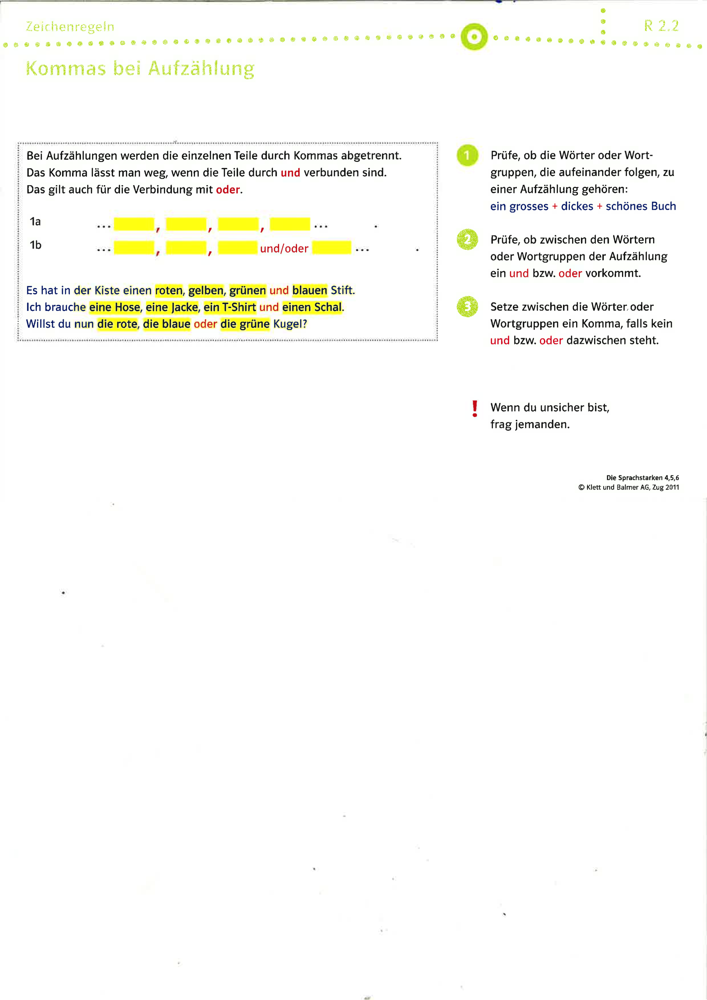 Zeichenregeln
R 2.2
Kommas bei Aufzählung
Bei Aufzählungen werden die einzelnen Teile durch Kommas abgetrennt.
Das Komma lässt man weg, wenn die Teile durch und verbunden sind.
Das gilt auch für die Verbindung mit oder.
1a ... , , , ... .
1b ... , , und/oder ... .
Es hat in der Kiste einen roten, gelben, grünen und blauen Stift.
Ich brauche eine Hose, eine Jacke, ein T-Shirt und einen Schal.
Willst du nun die rote, die blaue oder die grüne Kugel?
1 Prüfe, ob die Wörter oder Wort-
gruppen, die aufeinander folgen, zu
einer Aufzählung gehören:
ein grosses + dickes + schönes Buch
2 Prüfe, ob zwischen den Wörtern
oder Wortgruppen der Aufzählung
ein und bzw. oder vorkommt.
3 Setze zwischen die Wörter oder
Wortgruppen ein Komma, falls kein
und bzw. oder dazwischen steht.
! Wenn du unsicher bist,
frag jemanden.
Die Sprachstarken 4,5,6
© Klett und Balmer AG, Zug 2011